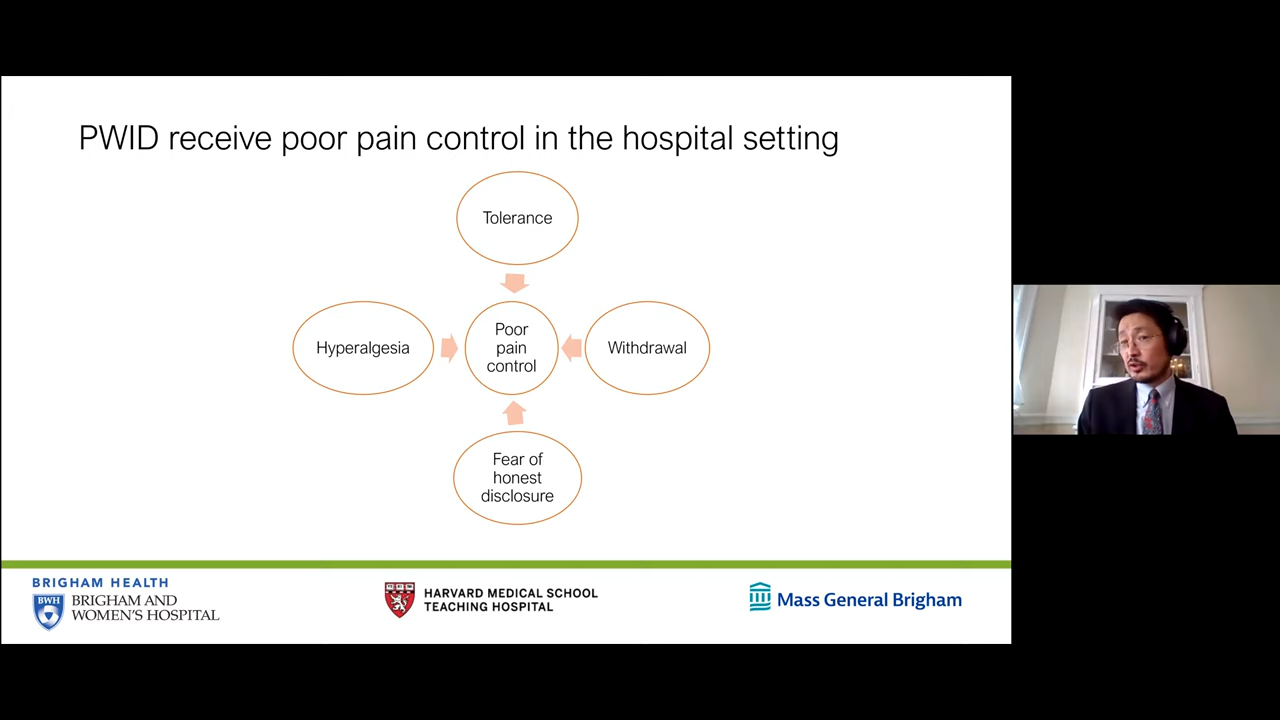 PWID receive poor pain control in the hospital setting
Tolerance
Hyperalgesia
Poor
pain
control
Withdrawal
Fear of
honest
disclosure
BRIGHAM HEALTH
BWH
BRIGHAM AND
WOMEN'S HOSPITAL
HARVARD MEDICAL SCHOOL
TEACHING HOSPITAL
Mass General Brigham